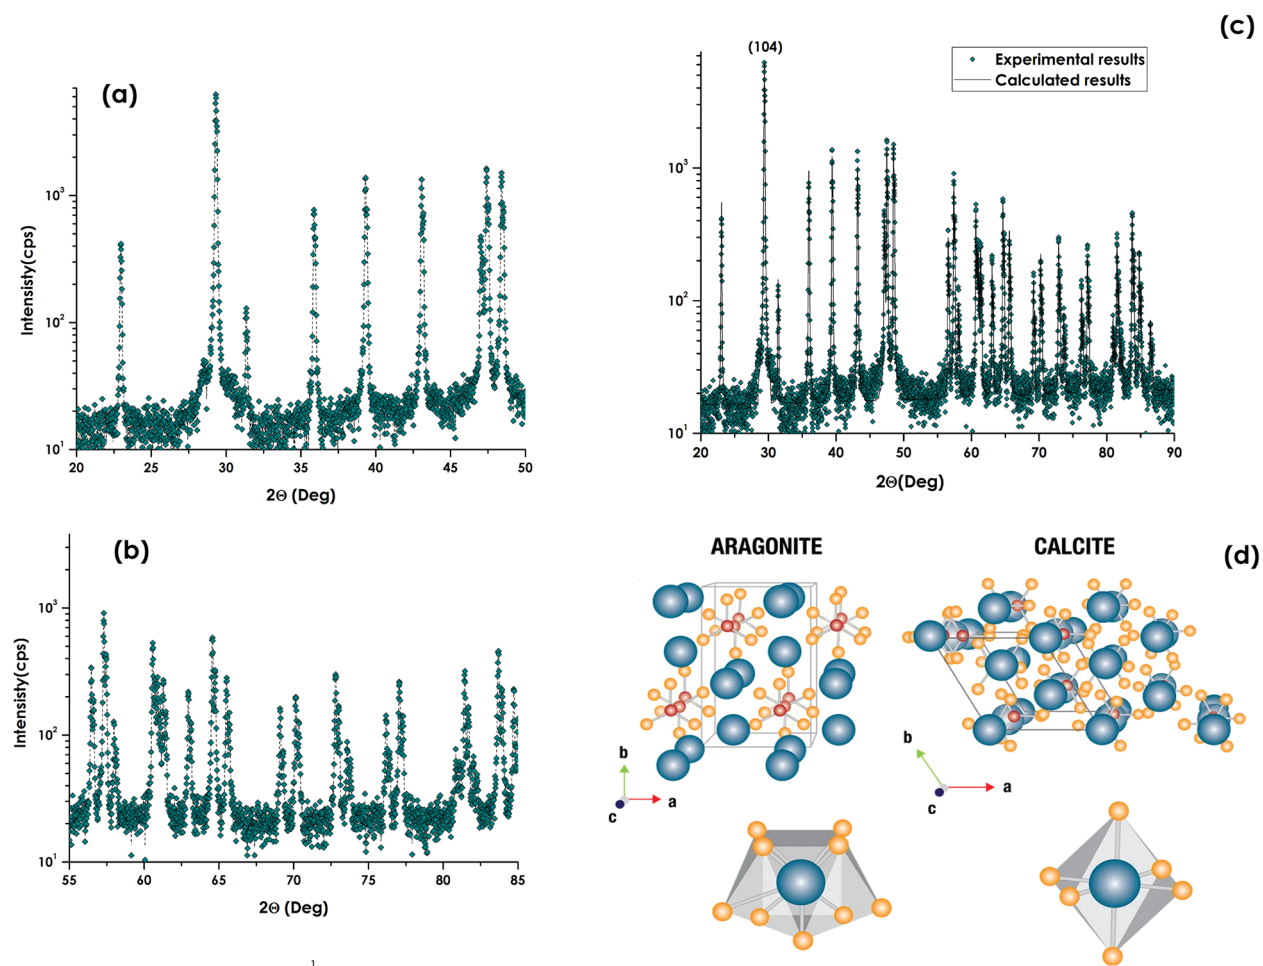 (a)
Intensisty(cps)
10³
10²
10¹
20 25 30 35 40 45 50
2Θ (Deg)
(b)
Intensisty(cps)
10³
10²
10¹
55 60 65 70 75 80 85
2Θ (Deg)
1
(c)
(104)
Experimental results
Calculated results
10³
10²
10¹
20 30 40 50 60 70 80 90
2Θ(Deg)
(d)
ARAGONITE
b
a
c
CALCITE
b
a
c